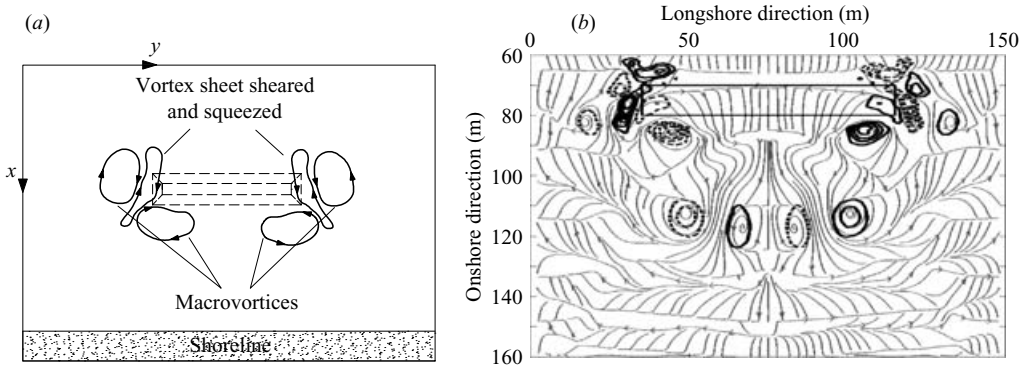 (a)
y
Vortex sheet sheared
and squeezed
x
Macrovortices
Shoreline
(b)
Longshore direction (m)
0 50 100 150
Onshore direction (m)
60
80
100
120
140
160